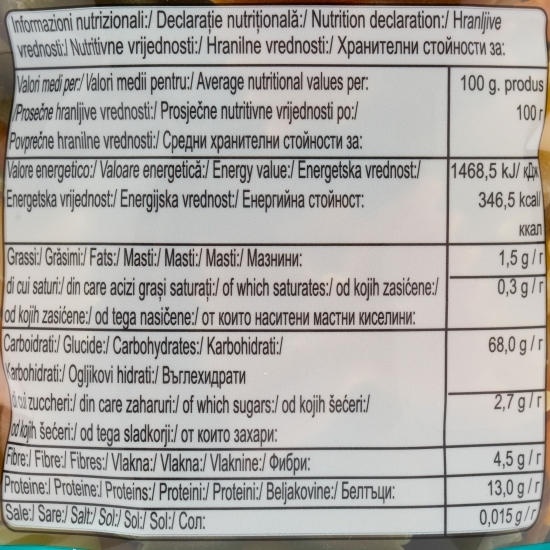 Informazioni nutrizionali:/ Declarație nutrițională:/ Nutrition declaration:/ Hranljive
vrednosti:/ Nutritivne vrijednosti:/ Hranilne vrednosti:/ Хранителни стойности за:
Valori medi per:/ Valori medii pentru:/ Average nutritional values per:
100 g. produs
/Prosečne hranljive vrednosti:/ Prosječne nutritivne vrijednosti po:/
100 г
Povprečne hranilne vrednosti:/ Средни хранителни стойности за:
Valore energetico:/ Valoare energetică:/ Energy value:/ Energetska vrednost:/
1468,5 kJ/ кДж
Energetska vrijednost:/ Energijska vrednost:/ Енергийна стойност:
346,5 kcal/
ккал
Grassi:/ Grăsimi:/ Fats:/ Masti:/ Masti:/ Masti:/ Мазнини:
1,5 g/г
di cui saturi:/ din care acizi grași saturați:/ of which saturates:/ od kojih zasićene:/
0,3 g/г
od kojih zasićene:/ od tega nasičene:/ от които наситени мастни киселини:
Carboidrati:/ Glucide:/ Carbohydrates:/ Karbohidrati:/
68,0 g/г
Karbohidrati:/ Ogljikovi hidrati:/ Въглехидрати
di cui zuccheri:/ din care zaharuri:/ of which sugars:/ od kojih šećeri:/
2,7 g/г
od kojih šećeri:/ od tega sladkorji:/ от които захари:
Fibre:/ Fibre:/ Fibres:/ Vlakna:/ Vlakna:/ Vlaknine:/ Фибри:
4,5 g/г
Proteine:/ Proteine:/ Proteins:/ Proteini:/ Proteini:/ Beljakovine:/ Белтъци:
13,0 g/г
Sale:/ Sare:/ Salt:/ Sol:/ Sol:/ Sol:/ Сол:
0,015 g/г